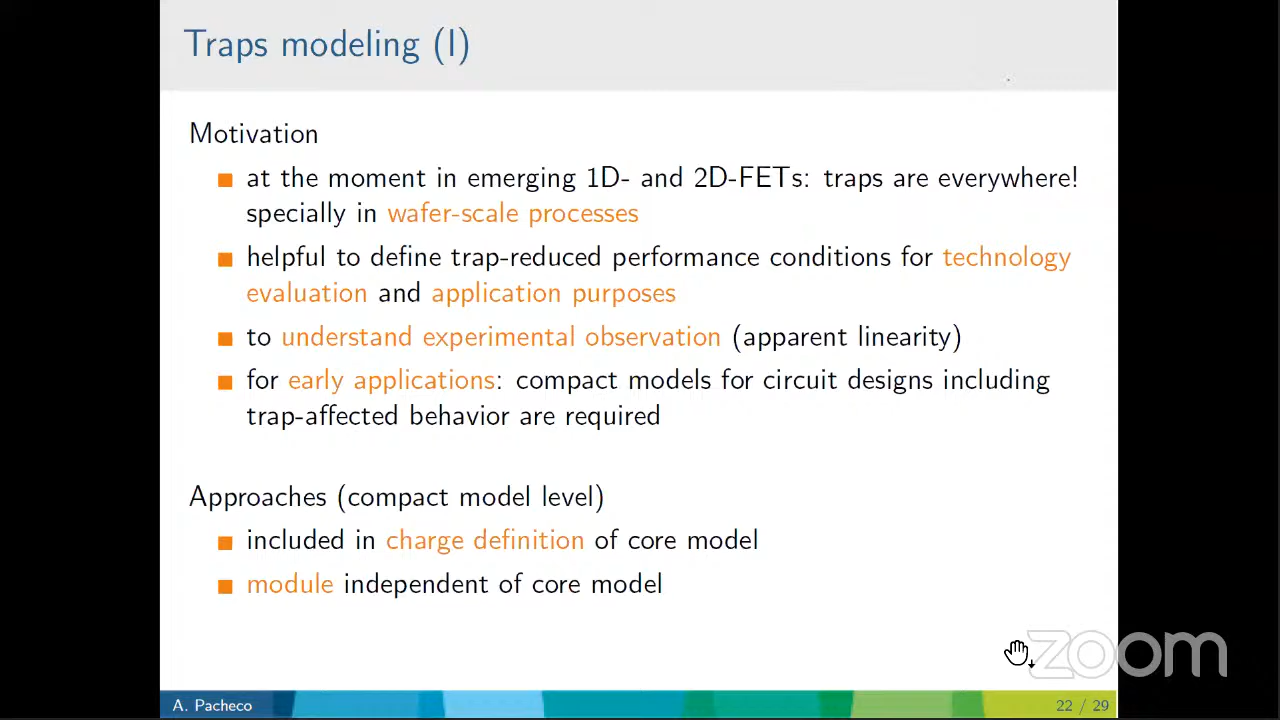 Traps modeling (I)
Motivation
at the moment in emerging 1D- and 2D-FETs: traps are everywhere!
specially in wafer-scale processes
helpful to define trap-reduced performance conditions for technology
evaluation and application purposes
to understand experimental observation (apparent linearity)
for early applications: compact models for circuit designs including
trap-affected behavior are required
Approaches (compact model level)
included in charge definition of core model
module independent of core model
zoom
A. Pacheco
22 / 29